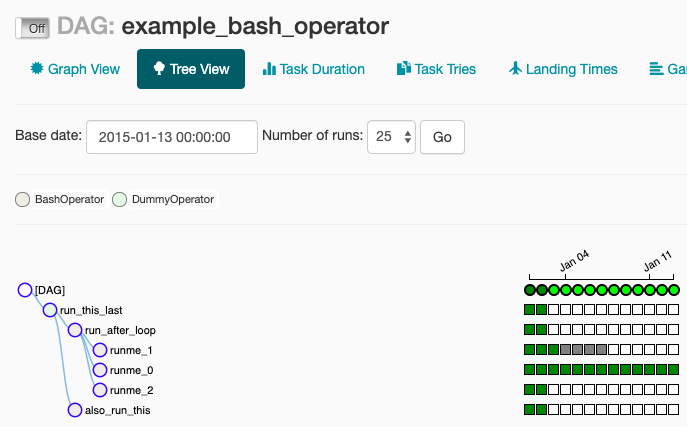 Off DAG: example_bash_operator
Graph View Tree View Task Duration Task Tries Landing Times Ga
Base date: 2015-01-13 00:00:00 Number of runs: 25 Go
BashOperator DummyOperator
Jan 04 Jan 11
[DAG]
run_this_last
run_after_loop
runme_1
runme_0
runme_2
also_run_this